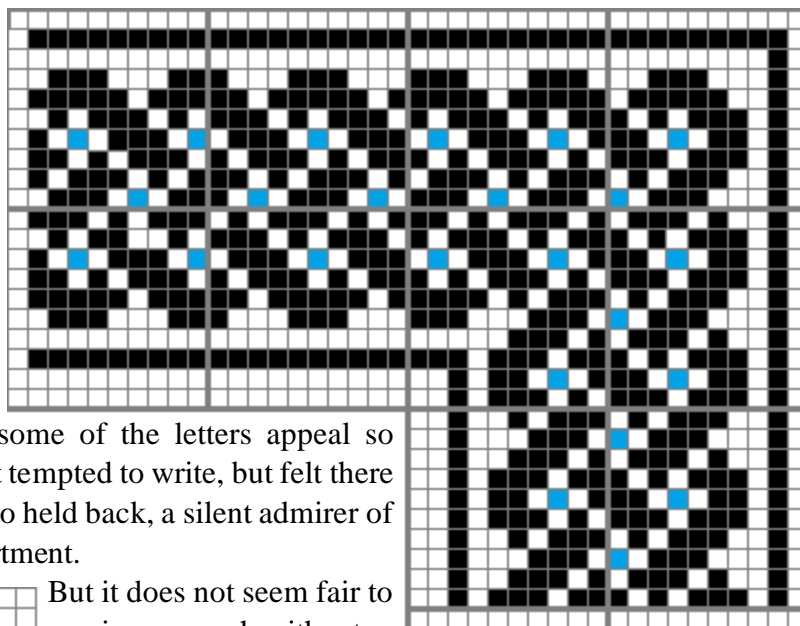 some of the letters appeal so
tempted to write, but felt there
held back, a silent admirer of
But it does not seem fair to